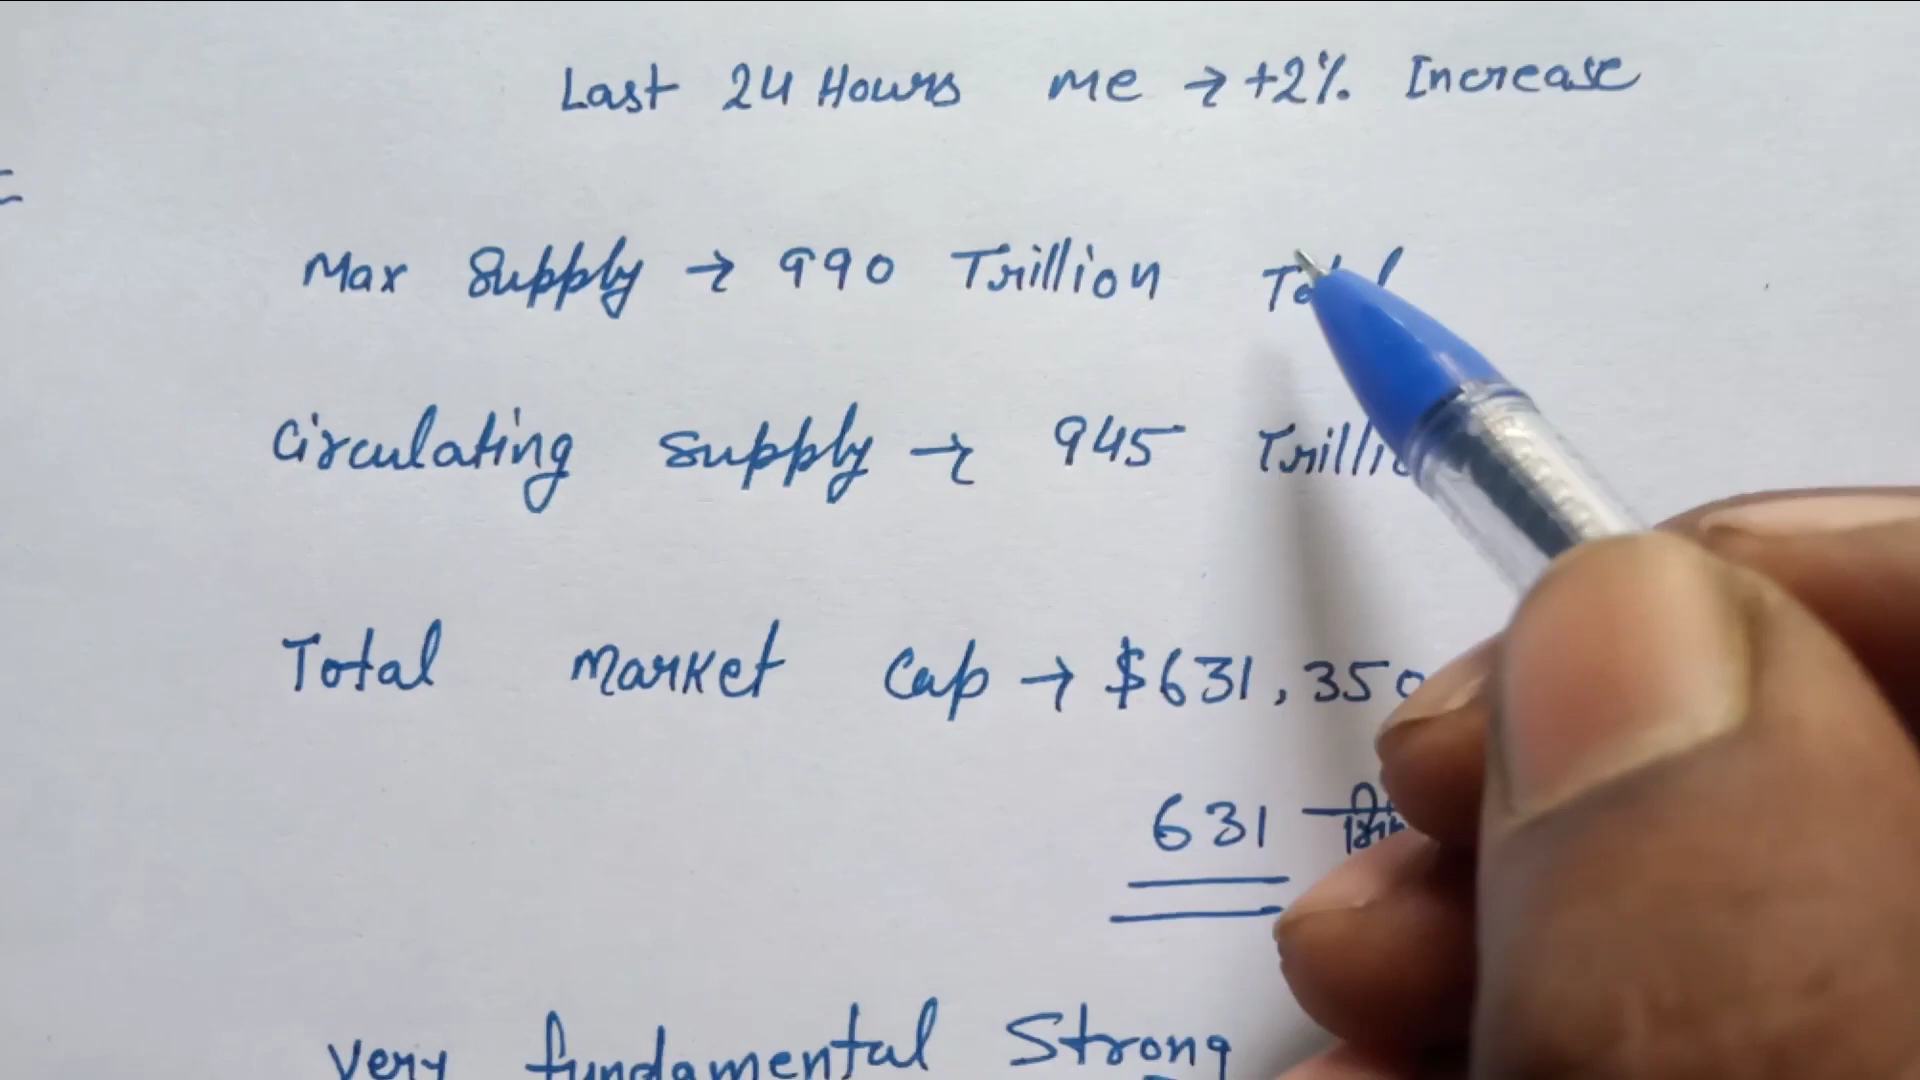 Last 24 Hours me → +2% Increase
Max Supply → 990 Trillion
Circulating Supply → 945
Total Market Cap → $631,350
631
Very fundamental Strong